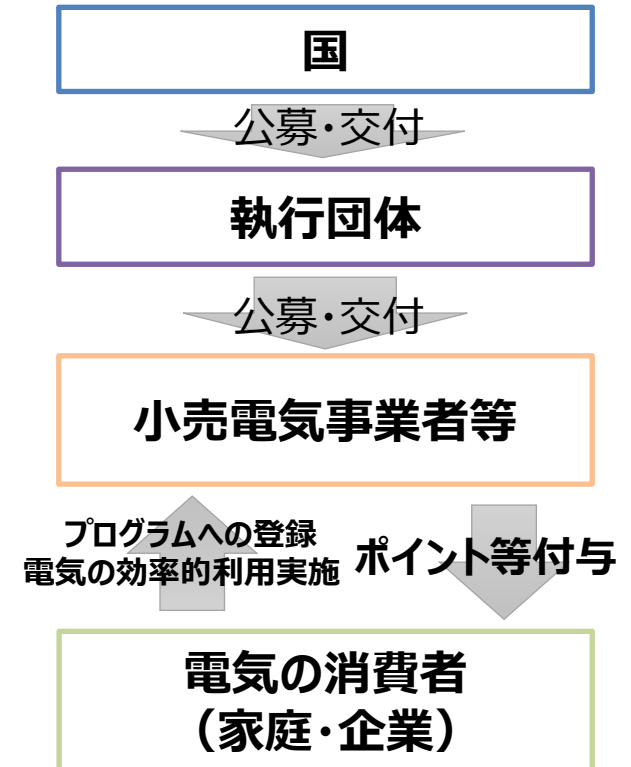 国
公募・交付
執行団体
公募・交付
小売電気事業者等
プログラムへの登録
電気の効率的利用実施
ポイント等付与
電気の消費者
（家庭・企業）